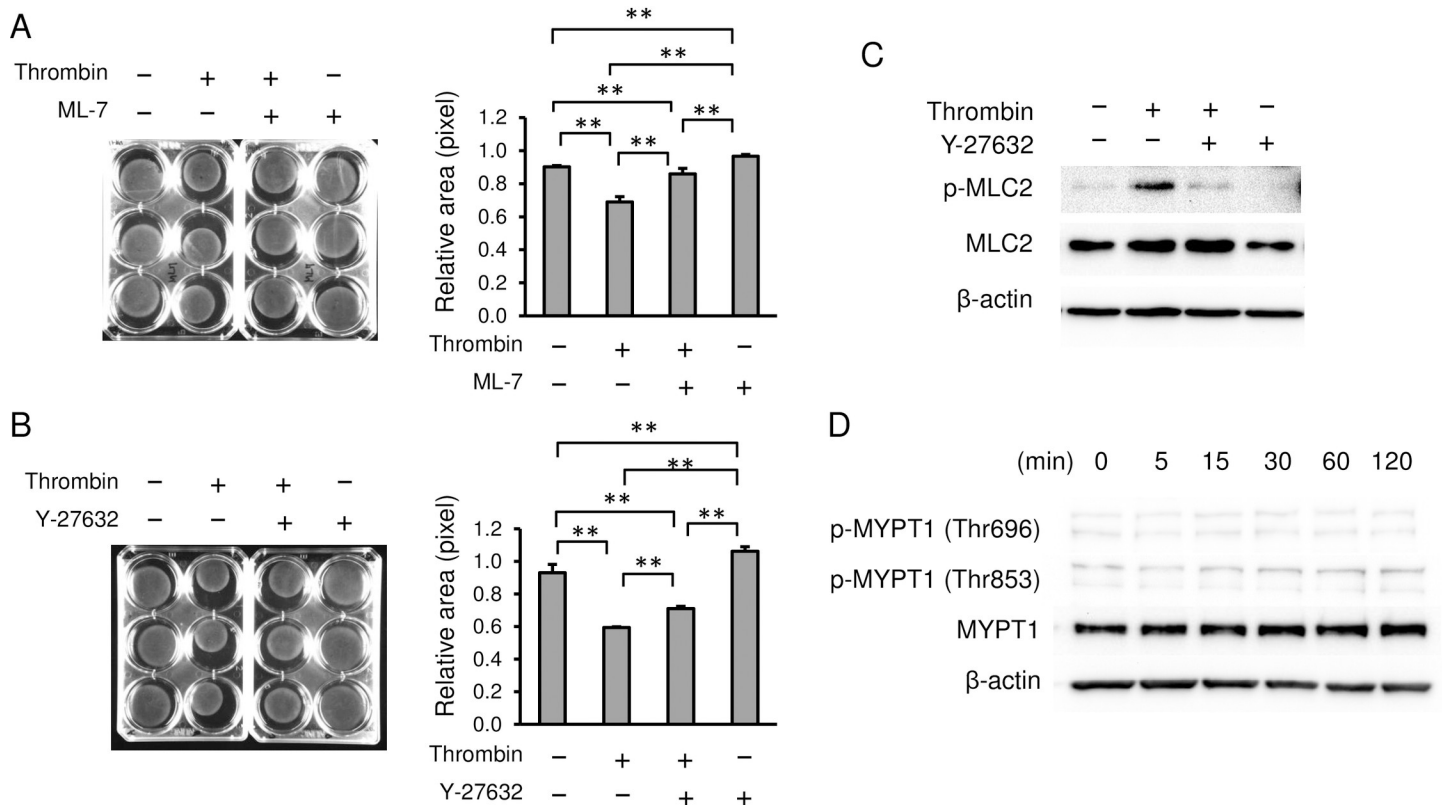 A
Thrombin − + + −
ML-7 − − + +
** 
**
**
** ** **
Relative area (pixel)
1.2
1.0
0.8
0.6
0.4
0.2
0.0
Thrombin − + + −
ML-7 − − + +
B
Thrombin − + + −
Y-27632 − − + +
**
**
**
** ** **
Relative area (pixel)
1.2
1.0
0.8
0.6
0.4
0.2
0.0
Thrombin − + + −
Y-27632 − − + +
C
Thrombin − + + −
Y-27632 − − + +
p-MLC2
MLC2
β-actin
D
(min) 0 5 15 30 60 120
p-MYPT1 (Thr696)
p-MYPT1 (Thr853)
MYPT1
β-actin